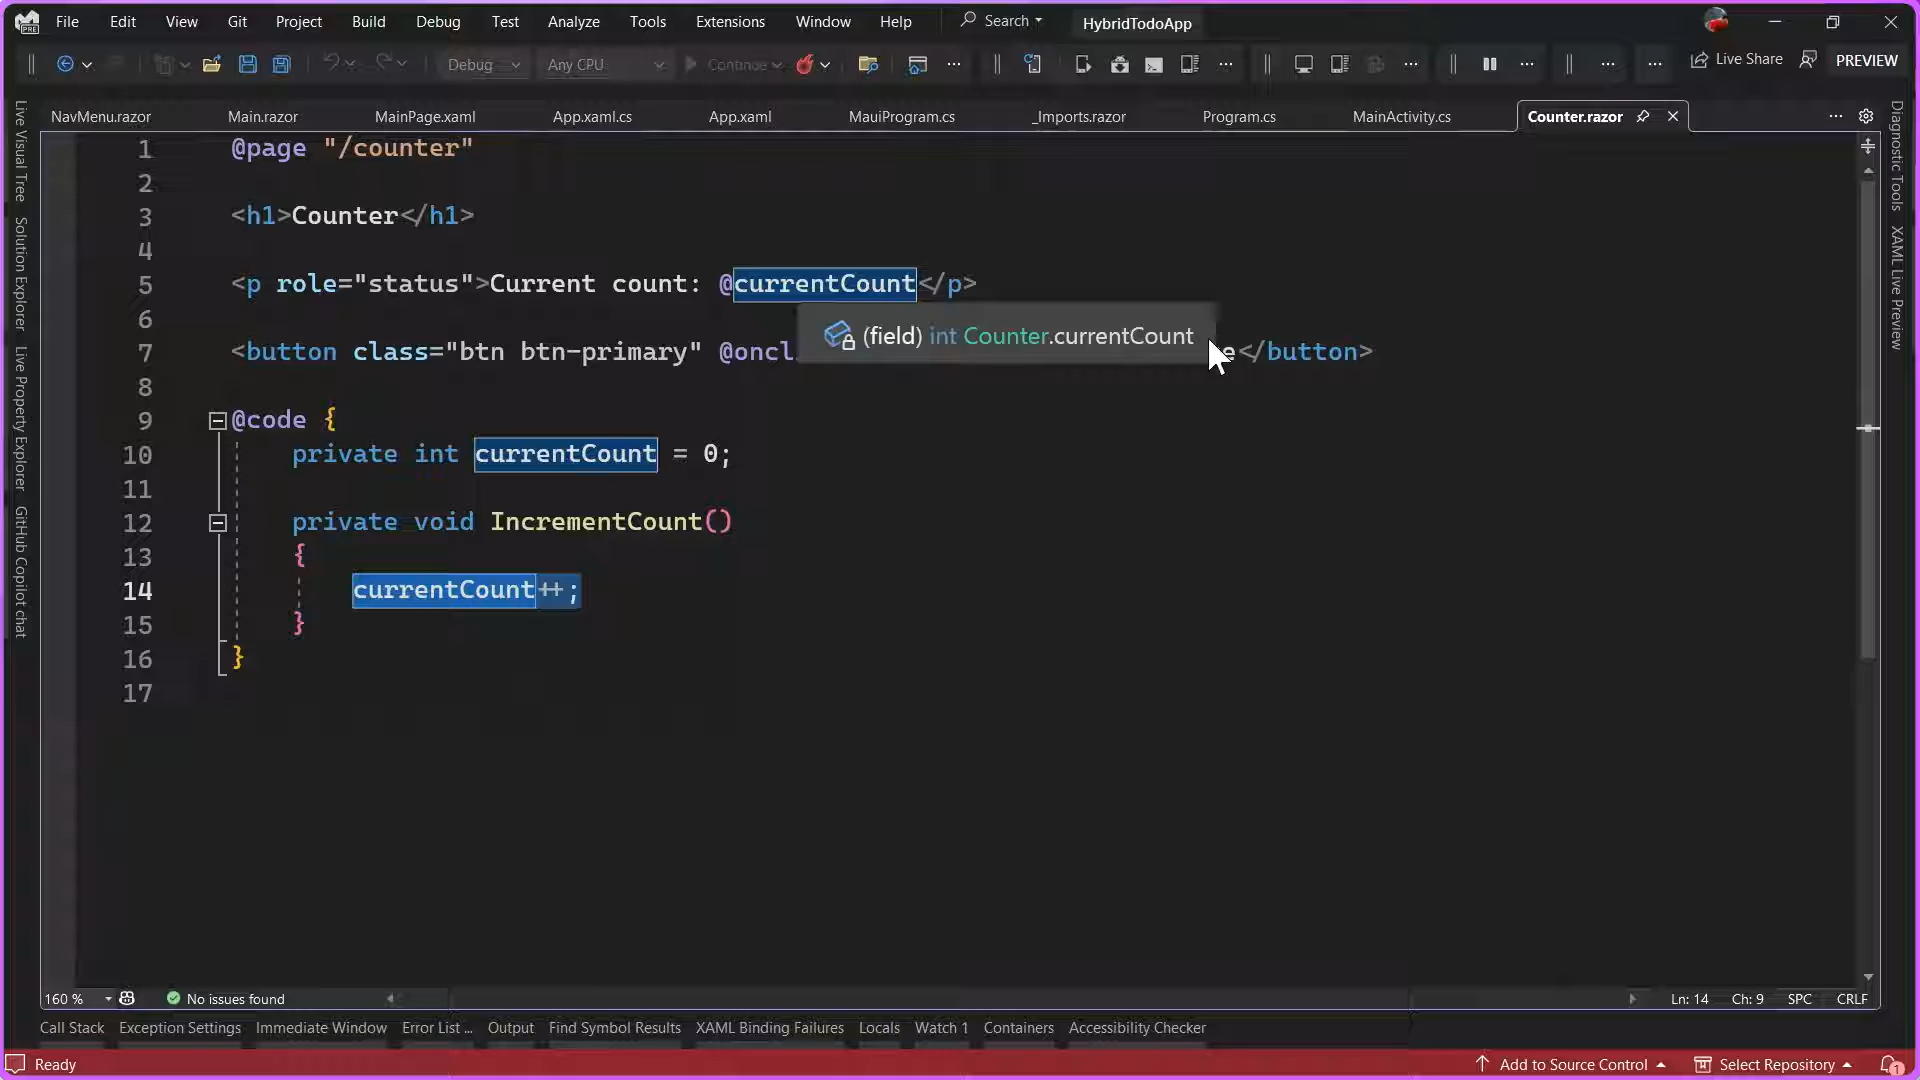 PRE File Edit View Git Project Build Debug Test Analyze Tools Extensions Window Help Search HybridTodoApp
Debug Any CPU Continue Live Share PREVIEW
NavMenu.razor Main.razor MainPage.xaml App.xaml.cs App.xaml MauiProgram.cs _Imports.razor Program.cs MainActivity.cs Counter.razor
Live Visual Tree
Solution Explorer
Live Property Explorer
GitHub Copilot chat
1 @page "/counter"
2
3 <h1>Counter</h1>
4
5 <p role="status">Current count: @currentCount</p>
6
(field) int Counter.currentCount
7 <button class="btn btn-primary" @oncl e</button>
8
9 @code {
10 private int currentCount = 0;
11
12 private void IncrementCount()
13 {
14 currentCount++;
15 }
16 }
17
Diagnostic Tools
XAML Live Preview
160 % No issues found Ln: 14 Ch: 9 SPC CRLF
Call Stack Exception Settings Immediate Window Error List ... Output Find Symbol Results XAML Binding Failures Locals Watch 1 Containers Accessibility Checker
Ready Add to Source Control Select Repository 1